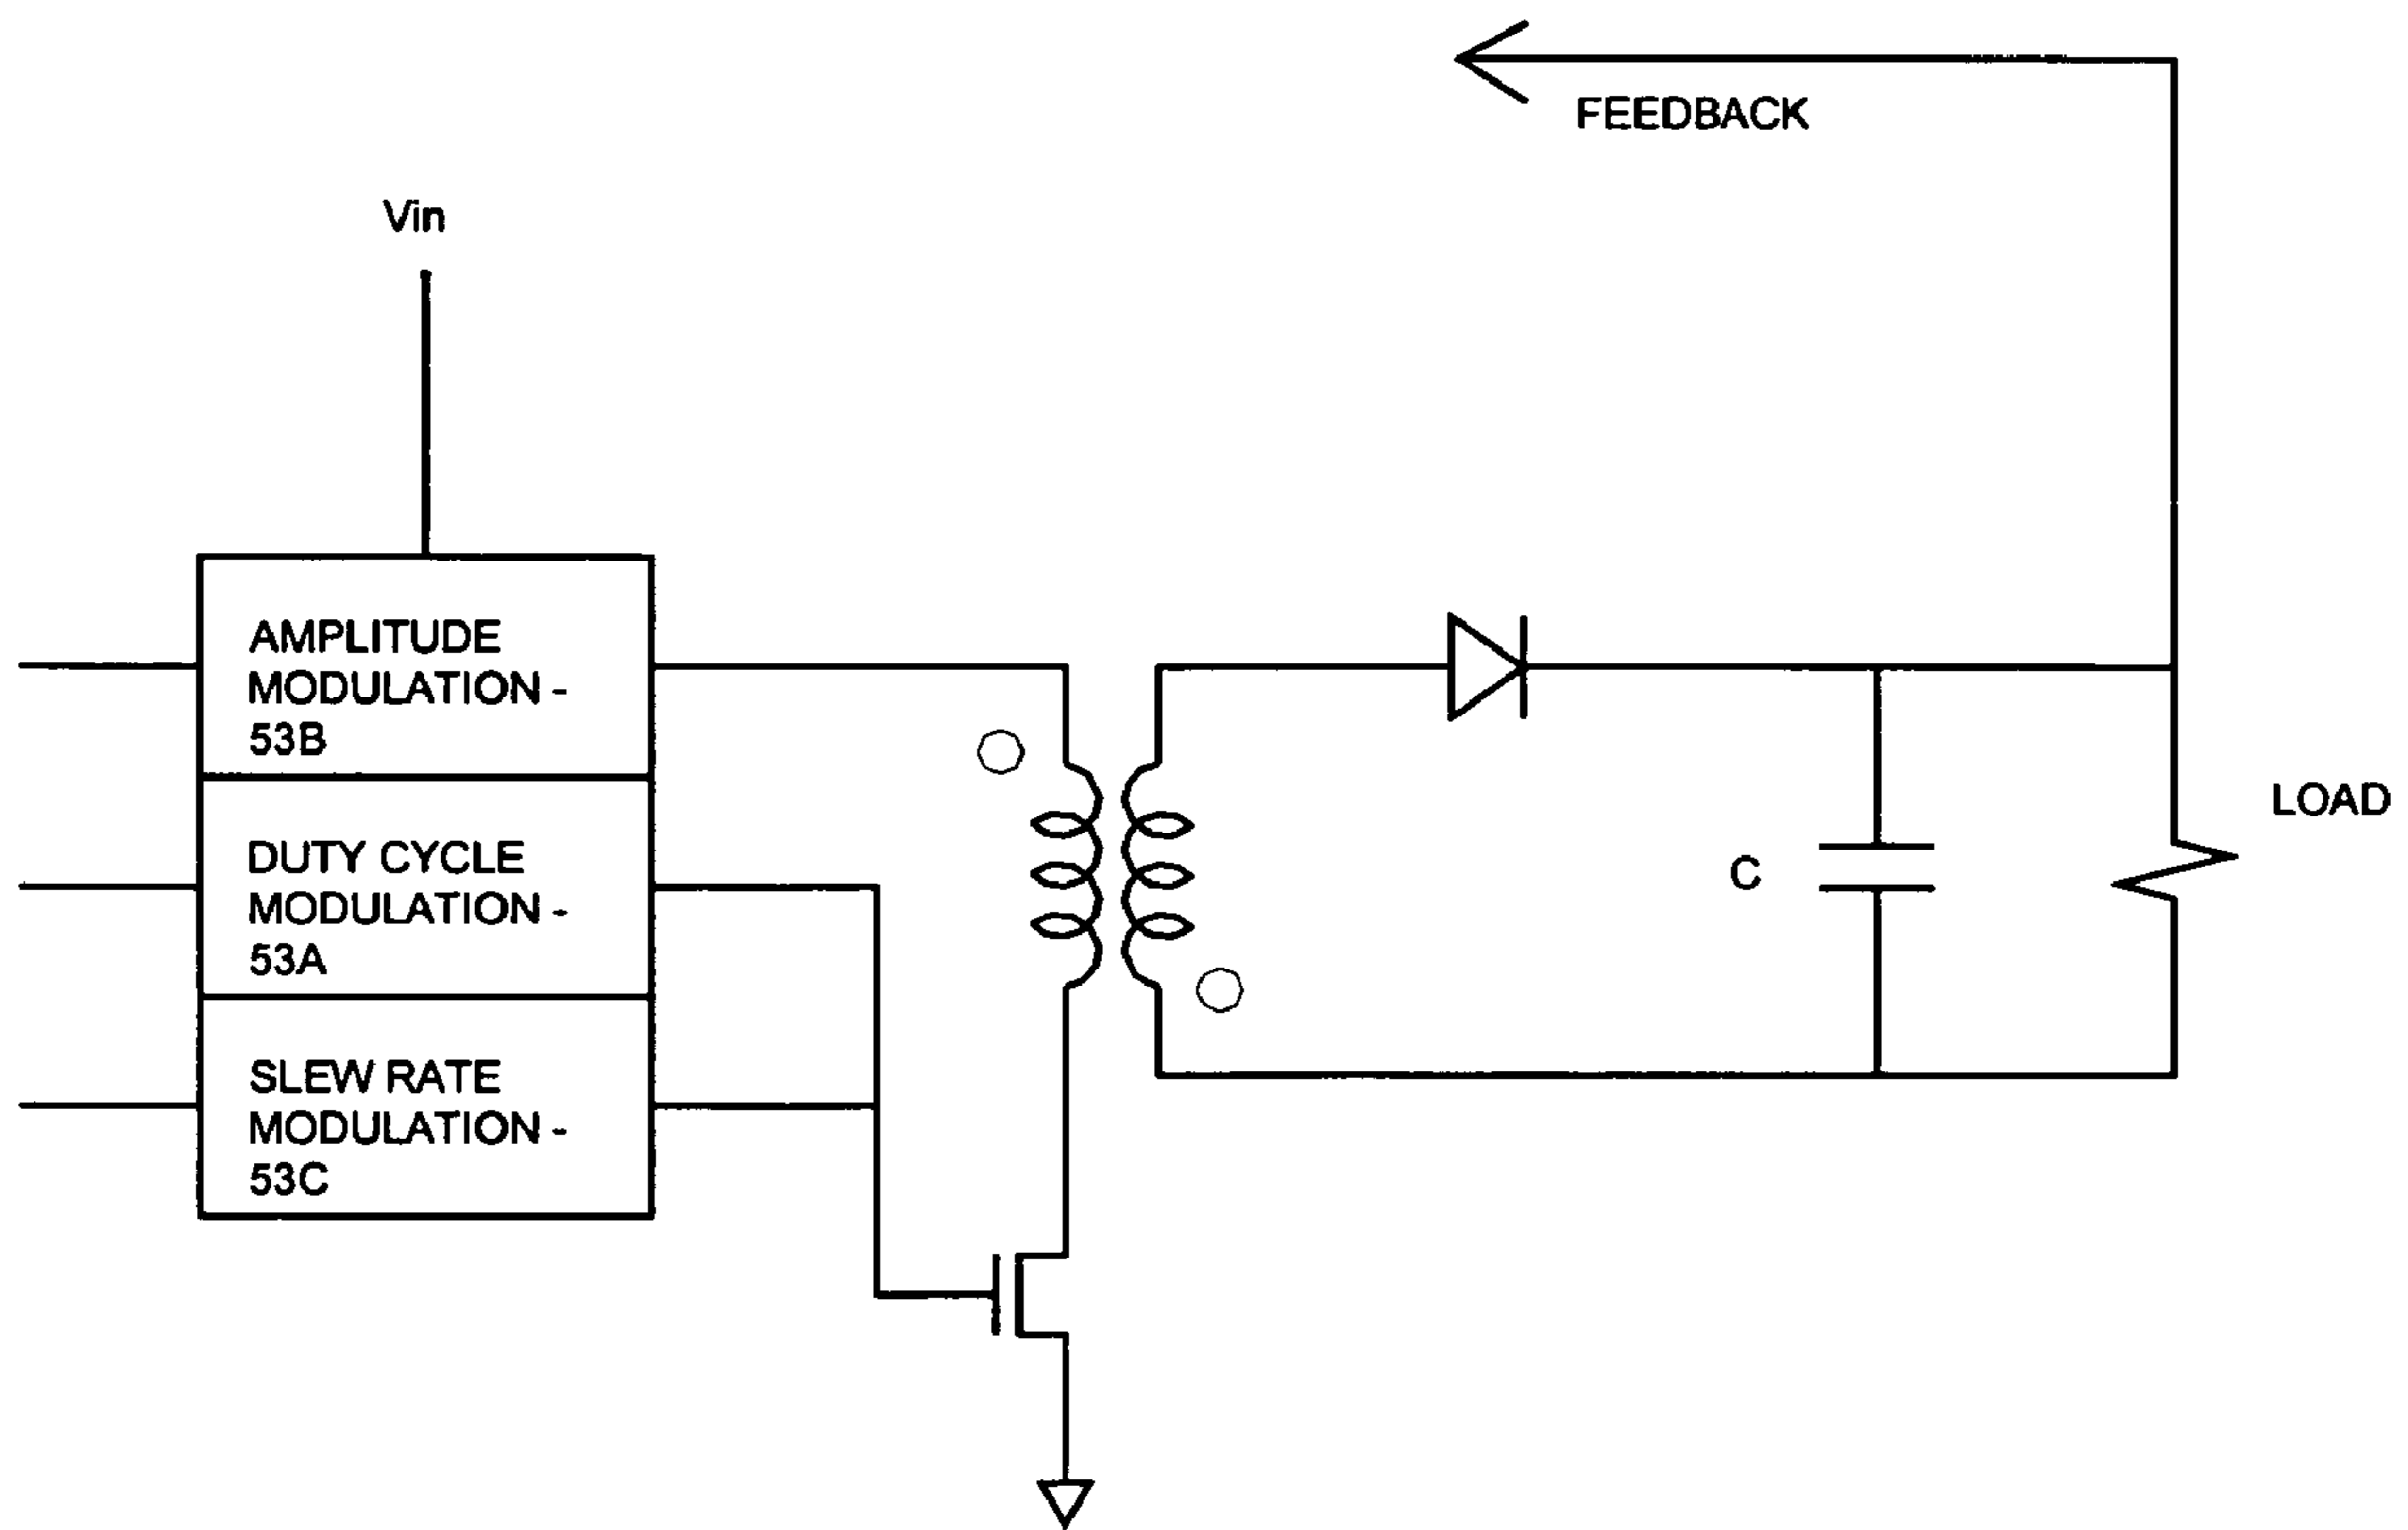 FEEDBACK
Vin
AMPLITUDE
MODULATION -
53B
DUTY CYCLE
MODULATION -
53A
SLEW RATE
MODULATION -
53C
C
LOAD